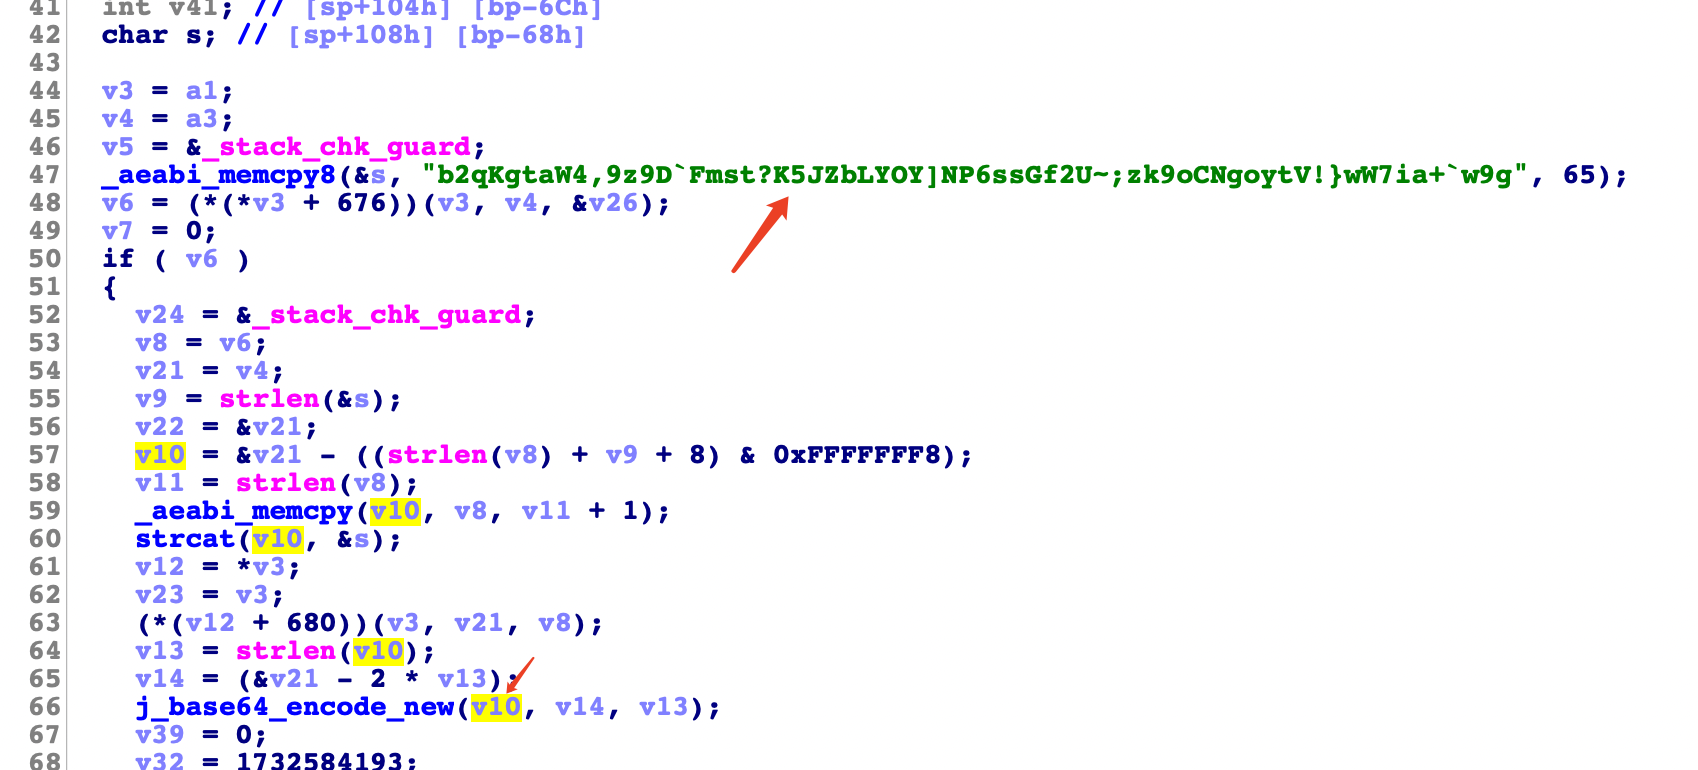 41 int v41; // [sp+104h] [bp-6Ch]
42 char s; // [sp+108h] [bp-68h]
43
44 v3 = a1;
45 v4 = a3;
46 v5 = &_stack_chk_guard;
47 _aeabi_memcpy8(&s, "b2qKgtaW4,9z9D`Fmst?K5JZbLYOY]NP6ssGf2U~;zk9oCNgoytV!}wW7ia+`w9g", 65);
48 v6 = (*(*v3 + 676))(v3, v4, &v26);
49 v7 = 0;
50 if ( v6 )
51 {
52 v24 = &_stack_chk_guard;
53 v8 = v6;
54 v21 = v4;
55 v9 = strlen(&s);
56 v22 = &v21;
57 v10 = &v21 - ((strlen(v8) + v9 + 8) & 0xFFFFFFF8);
58 v11 = strlen(v8);
59 _aeabi_memcpy(v10, v8, v11 + 1);
60 strcat(v10, &s);
61 v12 = *v3;
62 v23 = v3;
63 (*(v12 + 680))(v3, v21, v8);
64 v13 = strlen(v10);
65 v14 = (&v21 - 2 * v13);
66 j_base64_encode_new(v10, v14, v13);
67 v39 = 0;
68 v32 = 1732584193;